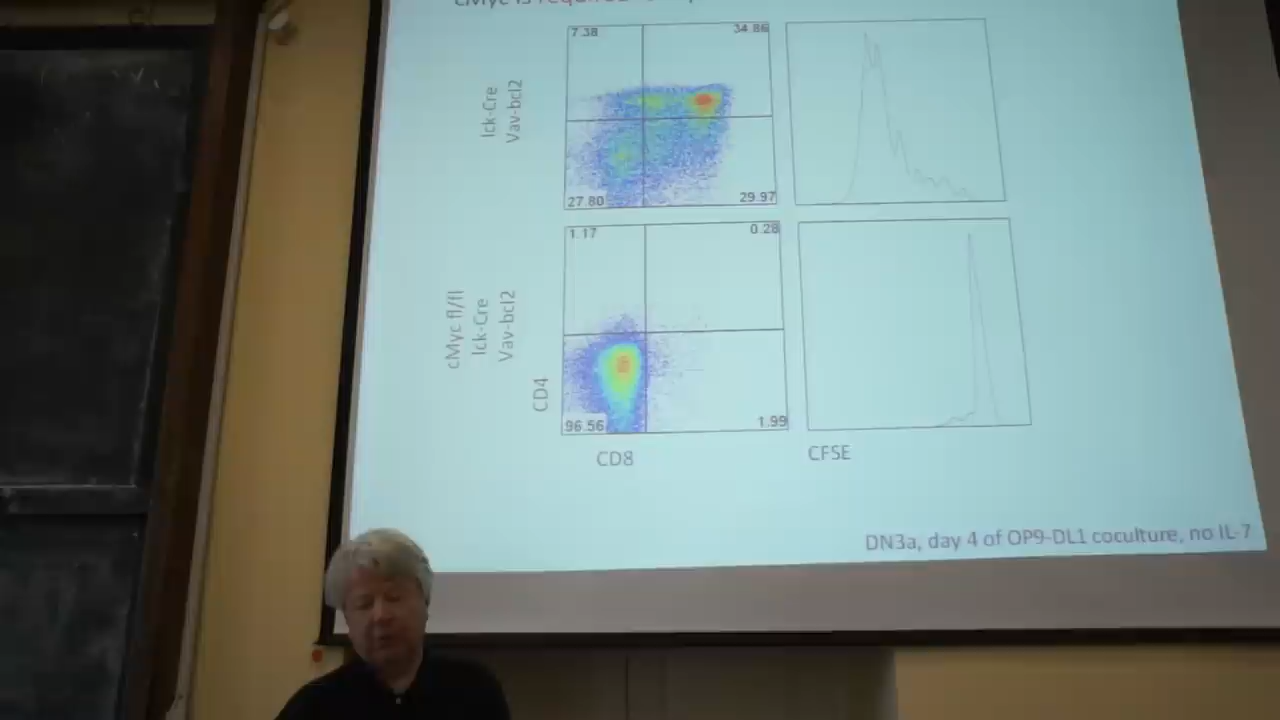 cMyc is required
7.38 34.86
lck-Cre
Vav-bcl2
27.80 29.97
1.17 0.28
cMyc fl/fl
lck-Cre
Vav-bcl2
CD4
96.56 1.99
CD8 CFSE
DN3a, day 4 of OP9-DL1 coculture, no IL-7